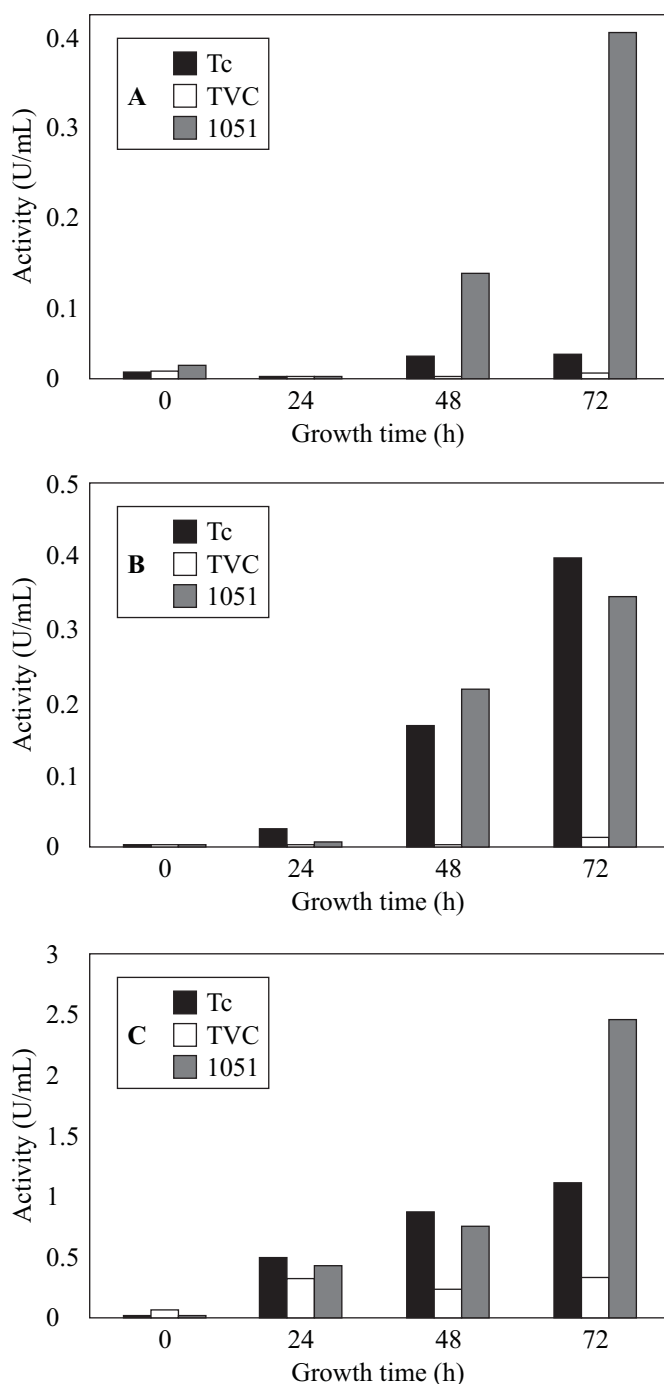 0.4
0.3
0.2
0.1
0
Activity (U/mL)
A
Tc
TVC
1051
0 24 48 72
Growth time (h)
0.5
0.4
0.3
0.2
0.1
0
Activity (U/mL)
B
Tc
TVC
1051
0 24 48 72
Growth time (h)
3
2.5
2
1.5
1
0.5
0
Activity (U/mL)
C
Tc
TVC
1051
0 24 48 72
Growth time (h)